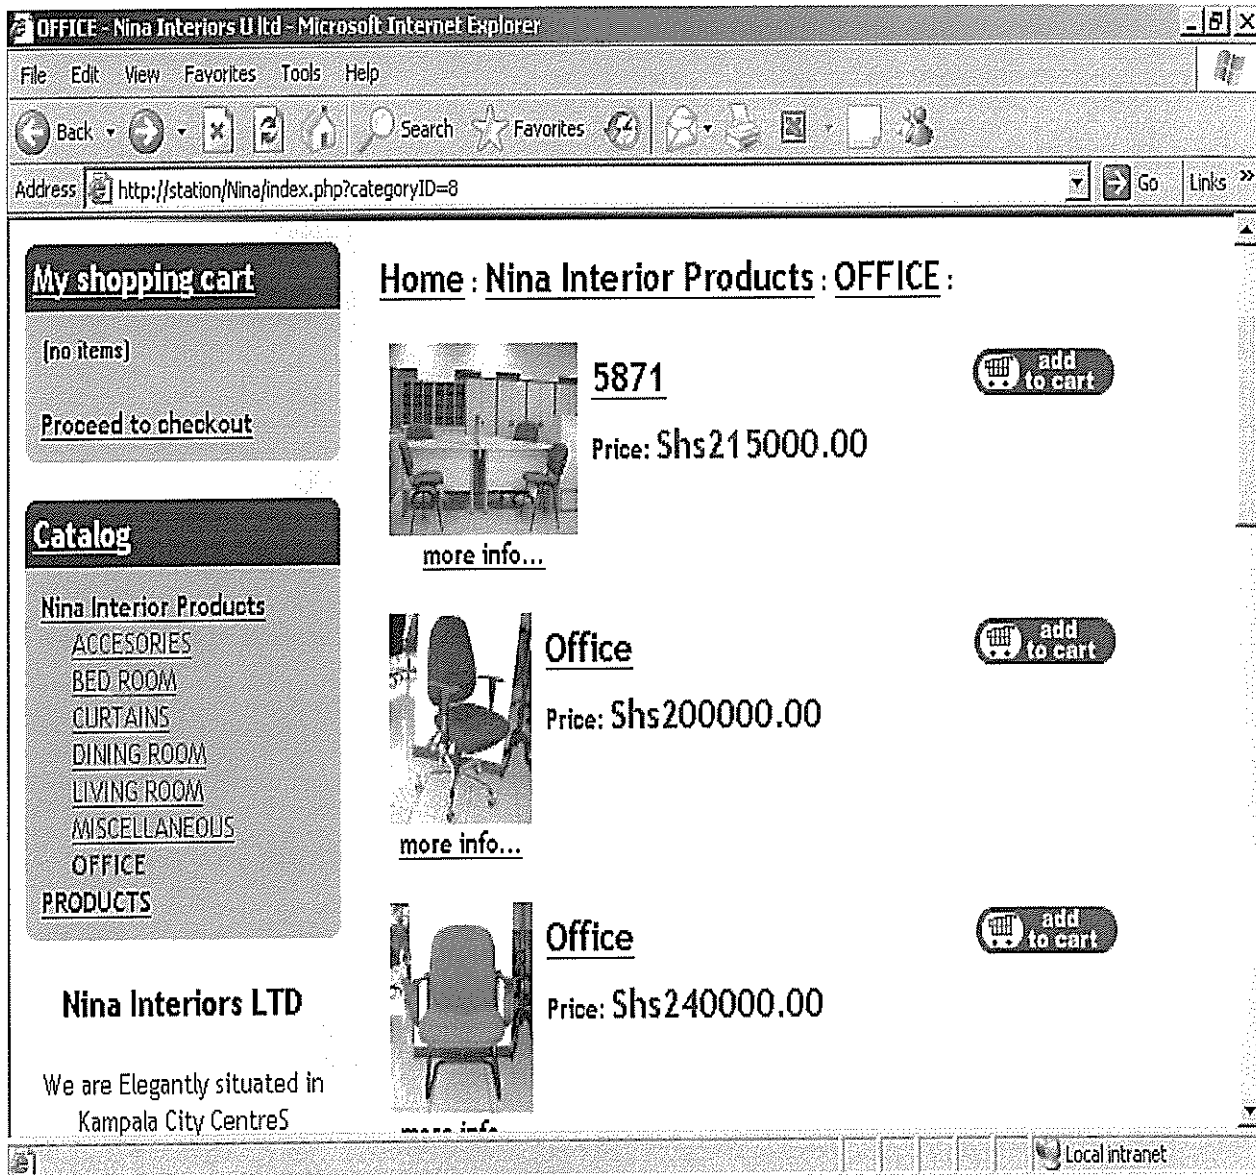 OFFICE - Nina Interiors U ltd - Microsoft Internet Explorer
File Edit View Favorites Tools Help
Back Search Favorites
Address http://station/Nina/index.php?categoryID=8 Go Links »
My shopping cart
(no items)
Proceed to checkout
Catalog
Nina Interior Products
ACCESORIES
BED ROOM
CURTAINS
DINING ROOM
LIVING ROOM
MISCELLANEOUS
OFFICE
PRODUCTS
Nina Interiors LTD
We are Elegantly situated in
Kampala City CentreS
Home : Nina Interior Products : OFFICE :
5871
add
to cart
Price: Shs215000.00
more info...
Office
add
to cart
Price: Shs200000.00
more info...
Office
add
to cart
Price: Shs240000.00
more info
Local intranet